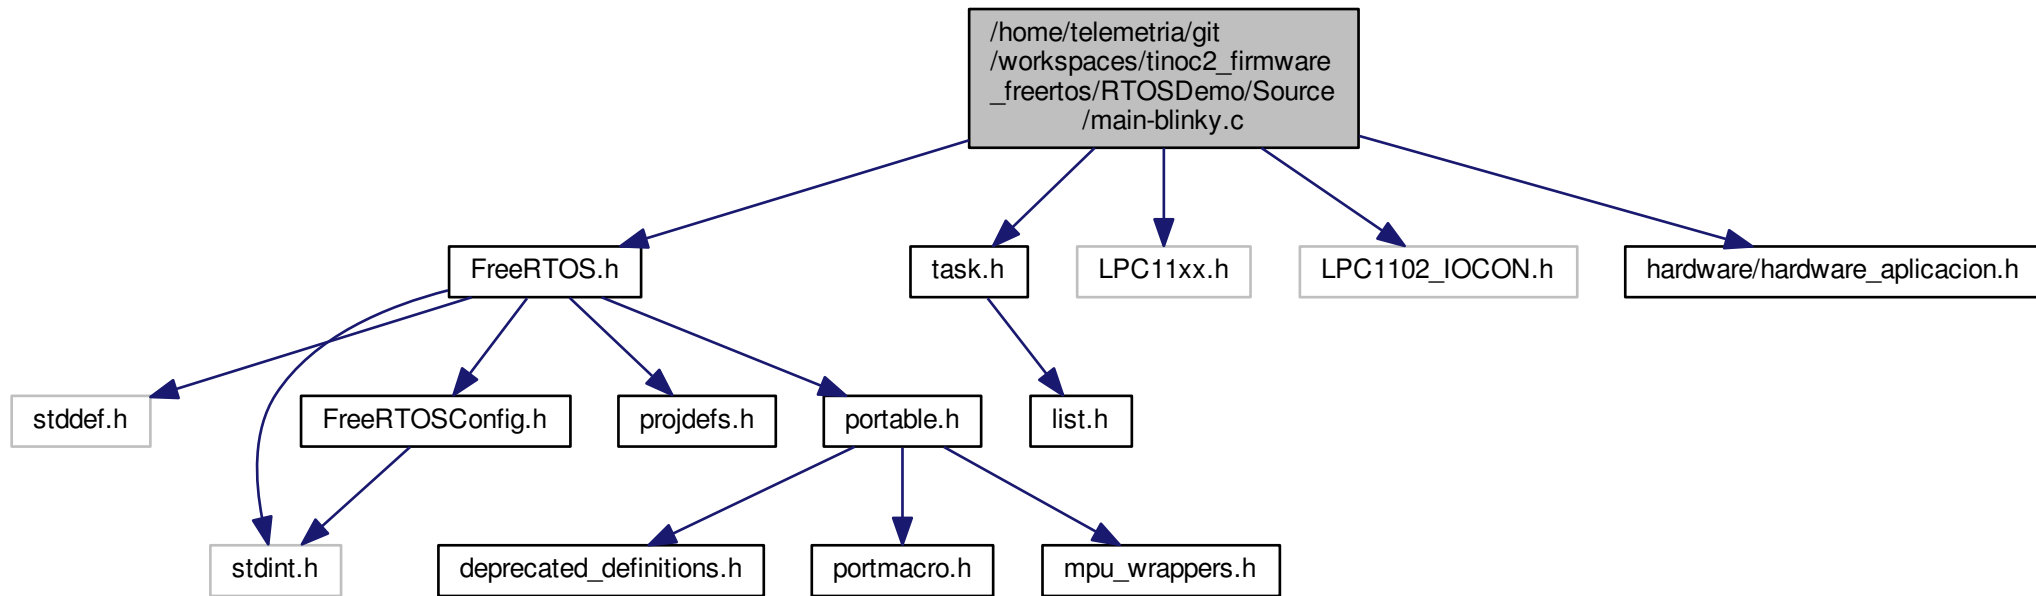 /home/telemetria/git
/workspaces/tinoc2_firmware
_freertos/RTOSDemo/Source
/main-blinky.c
FreeRTOS.h
task.h
LPC11xx.h
LPC1102_IOCON.h
hardware/hardware_aplicacion.h
stddef.h
FreeRTOSConfig.h
projdefs.h
portable.h
list.h
stdint.h
deprecated_definitions.h
portmacro.h
mpu_wrappers.h